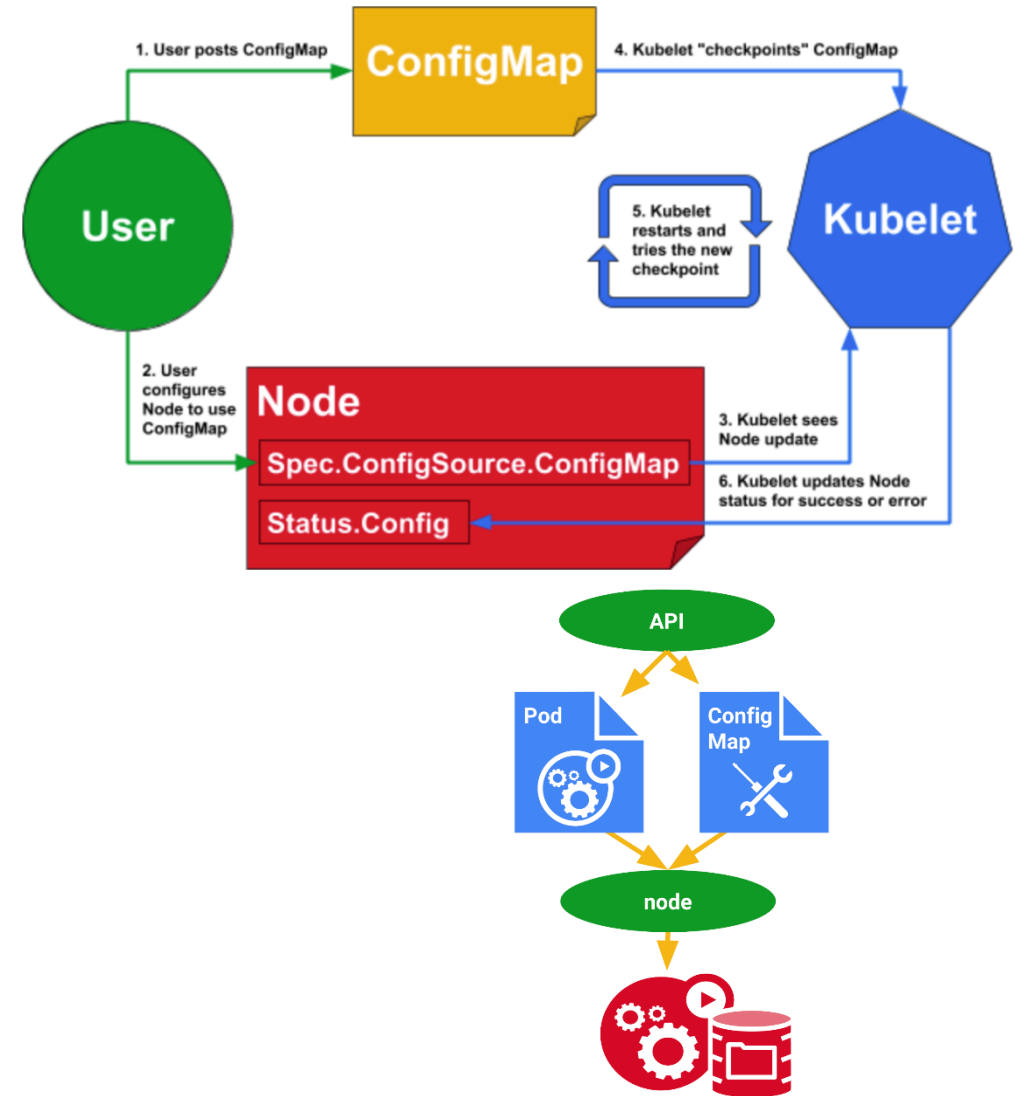 1. User posts ConfigMap
ConfigMap
4. Kubelet "checkpoints" ConfigMap
User
5. Kubelet
restarts and
tries the new
checkpoint
Kubelet
2. User
configures
Node to use
ConfigMap
Node
Spec.ConfigSource.ConfigMap
Status.Config
3. Kubelet sees
Node update
6. Kubelet updates Node
status for success or error
API
Pod
Config
Map
node